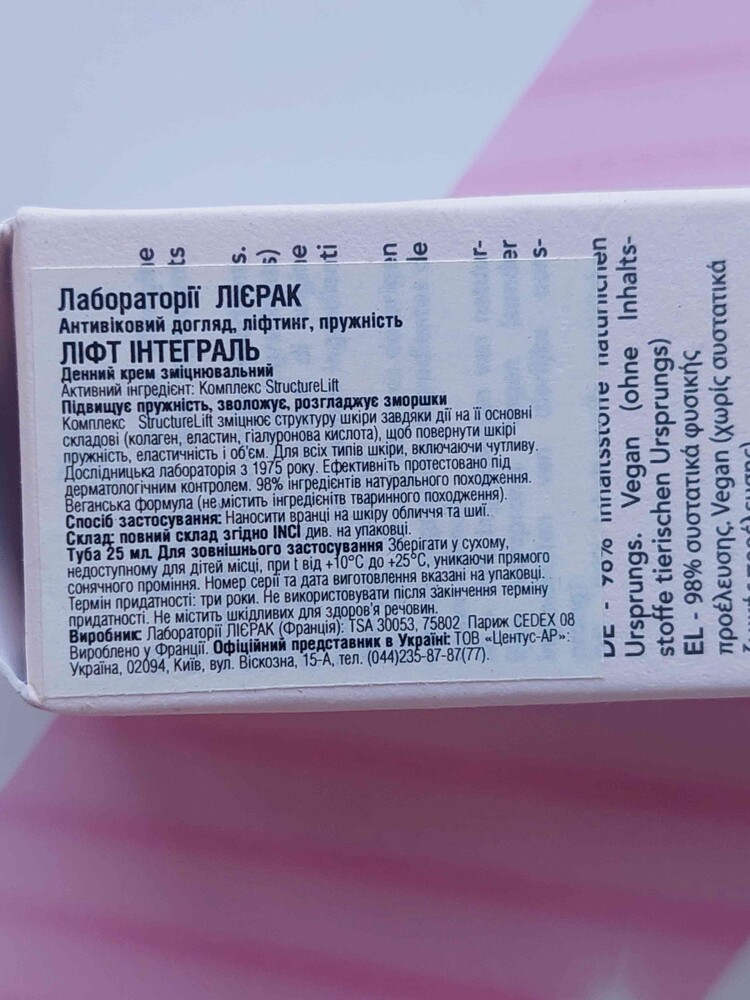 Лабораторії ЛІЄРАК
Антивіковий догляд, ліфтинг, пружність
ЛІФТ ІНТЕГРАЛЬ
Денний крем зміцнювальний
Активний інгредієнт: Комплекс StructureLift
Підвищує пружність, зволожує, розгладжує зморшки
Комплекс StructureLift зміцнює структуру шкіри завдяки дії на її основні
складові (колаген, еластин, гіалуронова кислота), щоб повернути шкірі
пружність, еластичність і об'єм. Для всіх типів шкіри, включаючи чутливу.
Дослідницька лабораторія з 1975 року. Ефективніть протестовано під
дерматологічним контролем. 98% інгредієнтів натурального походження.
Веганська формула (не містить інгредієнітв тваринного походження).
Спосіб застосування: Наносити вранці на шкіру обличчя та шиї.
Склад: повний склад згідно INCI див. на упаковці.
Туба 25 мл. Для зовнішнього застосування Зберігати у сухому,
недоступному для дітей місці, при t від +10°C до +25°C, уникаючи прямого
сонячного проміння. Номер серії та дата виготовлення вказані на упаковці.
Термін придатності: три роки. Не використовувати після закінчення терміну
придатності. Не містить шкідливих для здоров'я речовин.
Виробник: Лабораторії ЛІЄРАК (Франція): TSA 30053, 75802 Париж CEDEX 08
Вироблено у Франції. Офіційний представник в Україні: ТОВ «Центус-АР»:
Україна, 02094, Київ, вул. Віскозна, 15-А, тел. (044)235-87-87(77).
DE - 98% Inhaltsstoffe natürlichen
Ursprungs. Vegan (ohne Inhalts-
stoffe tierischen Ursprungs)
EL - 98% συστατικά φυσικής
προέλευσης. Vegan (χωρίς συστατικά